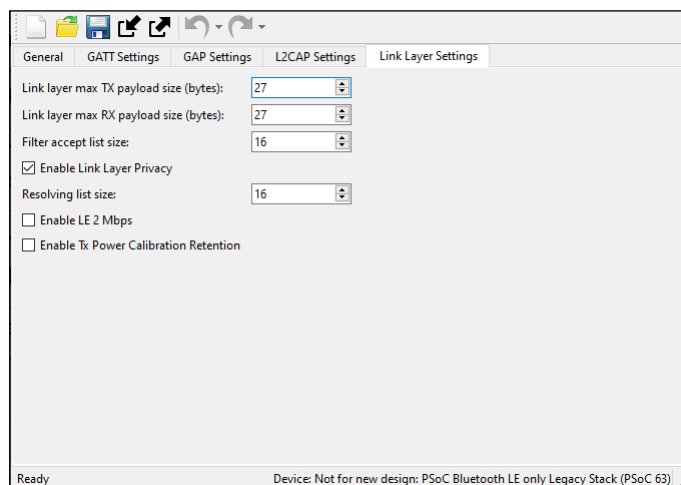 General GATT Settings GAP Settings L2CAP Settings Link Layer Settings
Link layer max TX payload size (bytes): 27
Link layer max RX payload size (bytes): 27
Filter accept list size: 16
Enable Link Layer Privacy
Resolving list size: 16
Enable LE 2 Mbps
Enable Tx Power Calibration Retention
Ready Device: Not for new design: PSoC Bluetooth LE only Legacy Stack (PSoC 63)